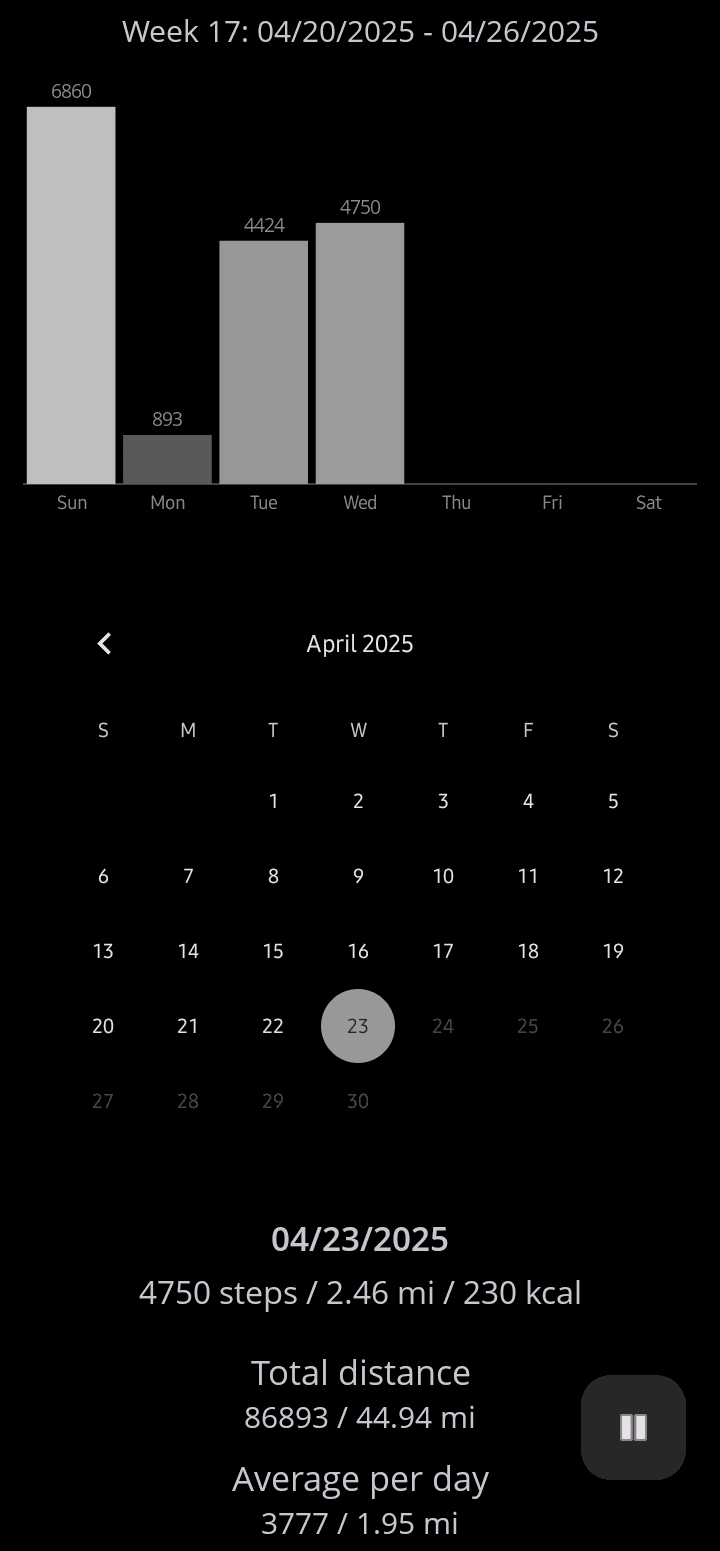 Week 17: 04/20/2025 - 04/26/2025
6860
893
4424
4750
Sun Mon Tue Wed Thu Fri Sat
April 2025
S M T W T F S
1 2 3 4 5
6 7 8 9 10 11 12
13 14 15 16 17 18 19
20 21 22 23 24 25 26
27 28 29 30
04/23/2025
4750 steps / 2.46 mi / 230 kcal
Total distance
86893 / 44.94 mi
Average per day
3777 / 1.95 mi